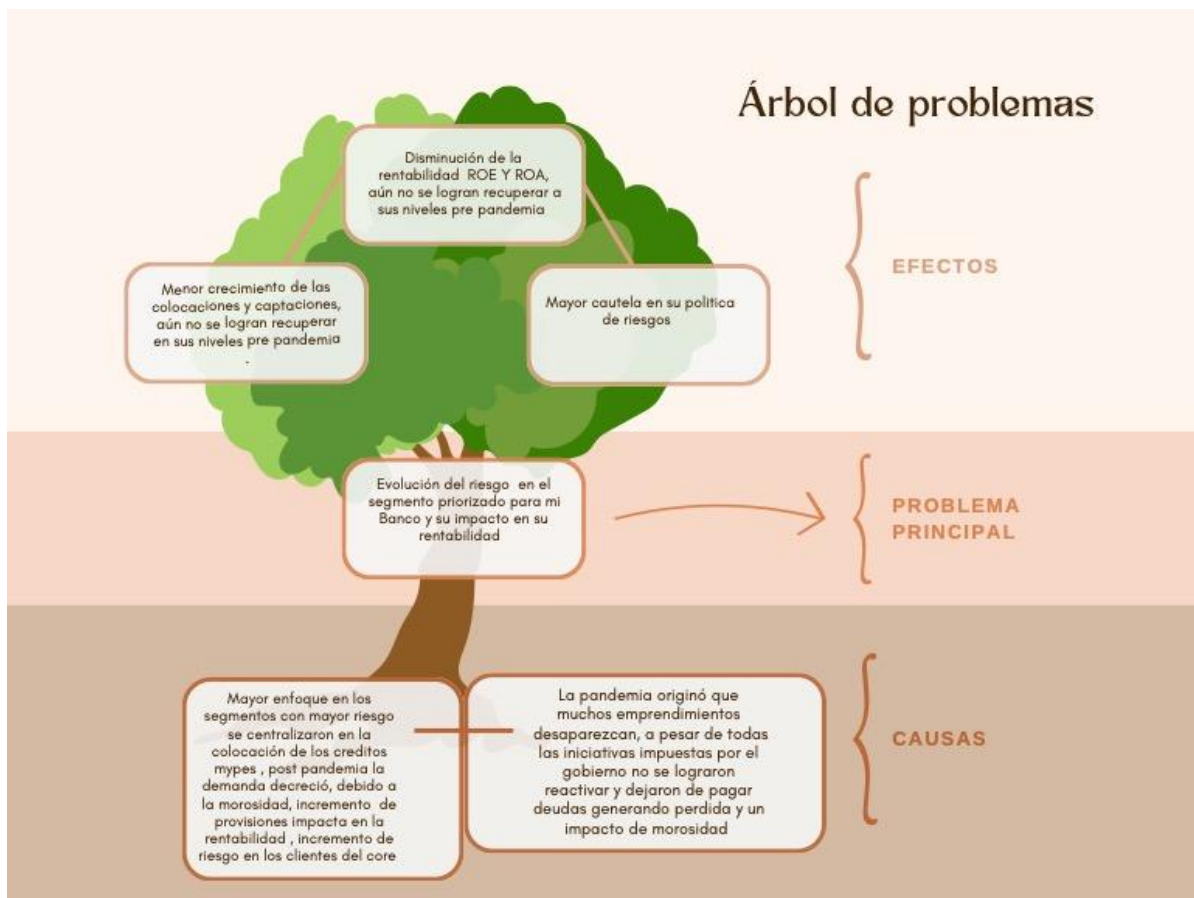 Árbol de problemas
Disminución de la
rentabilidad ROE Y ROA,
aún no se logran recuperar a
sus niveles pre pandemia
Menor crecimiento de las
colocaciones y captaciones,
aún no se logran recuperar
en sus niveles pre pandemia
.
Mayor cautela en su politica
de riesgos
EFECTOS
Evolución del riesgo en el
segmento priorizado para mi
Banco y su impacto en su
rentabilidad
PROBLEMA
PRINCIPAL
Mayor enfoque en los
segmentos con mayor riesgo
se centralizaron en la
colocación de los creditos
mypes , post pandemia la
demanda decreció, debido a
la morosidad, incremento de
provisiones impacta en la
rentabilidad , incremento de
riesgo en los clientes del core
La pandemia originó que
muchos emprendimientos
desaparezcan, a pesar de todas
las iniciativas impuestas por el
gobierno no se lograron
reactivar y dejaron de pagar
deudas generando perdida y un
impacto de morosidad
CAUSAS